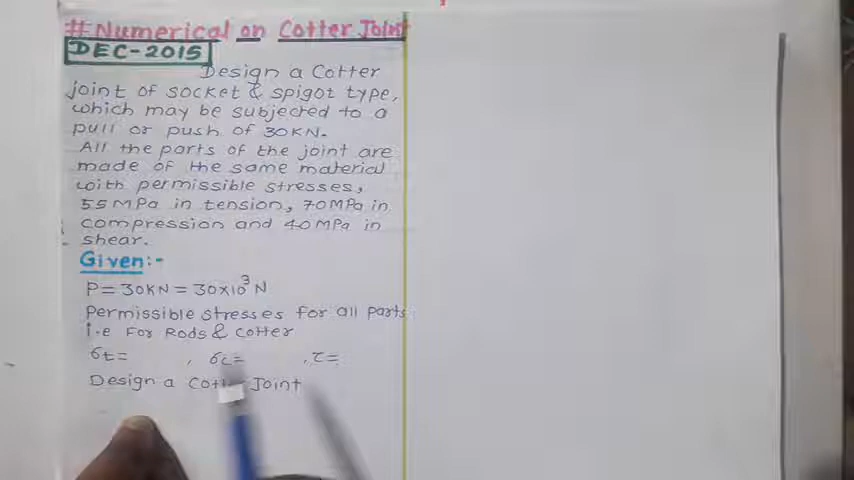 # Numerical on Cotter Joint
DEC-2015
Design a Cotter
joint of socket & spigot type,
which may be subjected to a
pull or push of 30KN.
All the parts of the joint are
made of the same material
with permissible stresses,
55MPa in tension, 70MPa in
compression and 40MPa in
shear.
Given:-
P=30KN=30×10³N
Permissible stresses for all parts
i.e For Rods & Cotter
σt= , σc= , τ=
Design a Cotter Joint